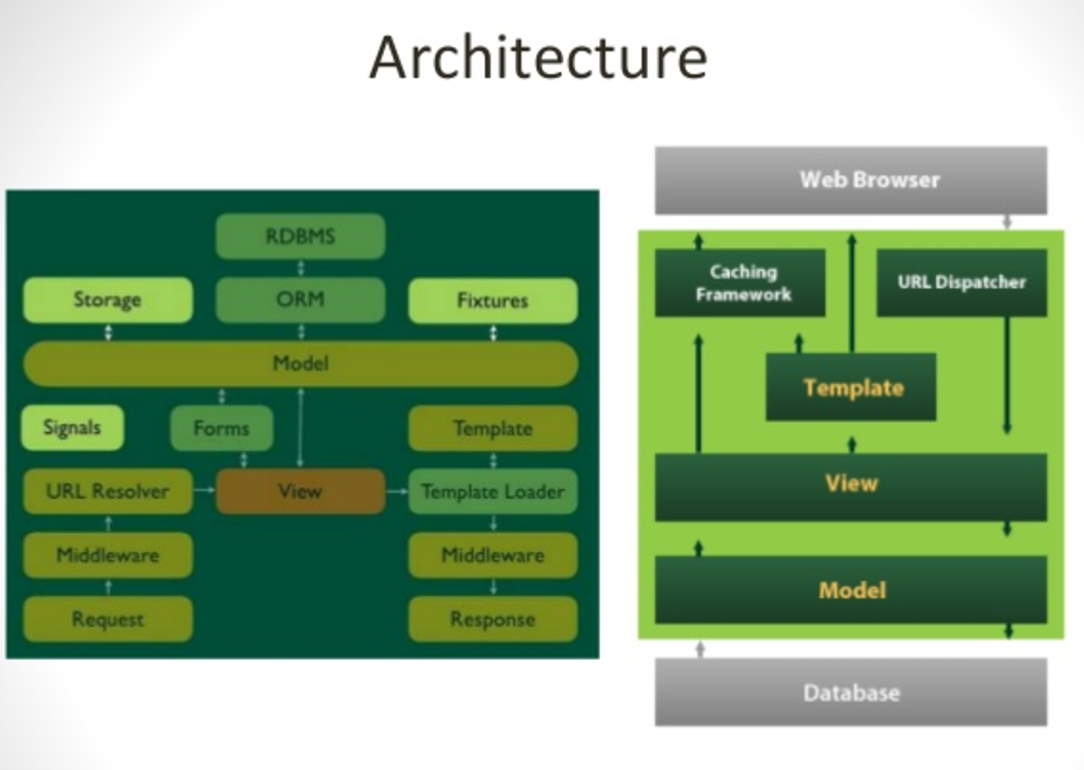 Architecture
RDBMS
Storage
ORM
Fixtures
Model
Signals
Forms
Template
URL Resolver
View
Template Loader
Middleware
Middleware
Request
Response
Web Browser
Caching
Framework
URL Dispatcher
Template
View
Model
Database